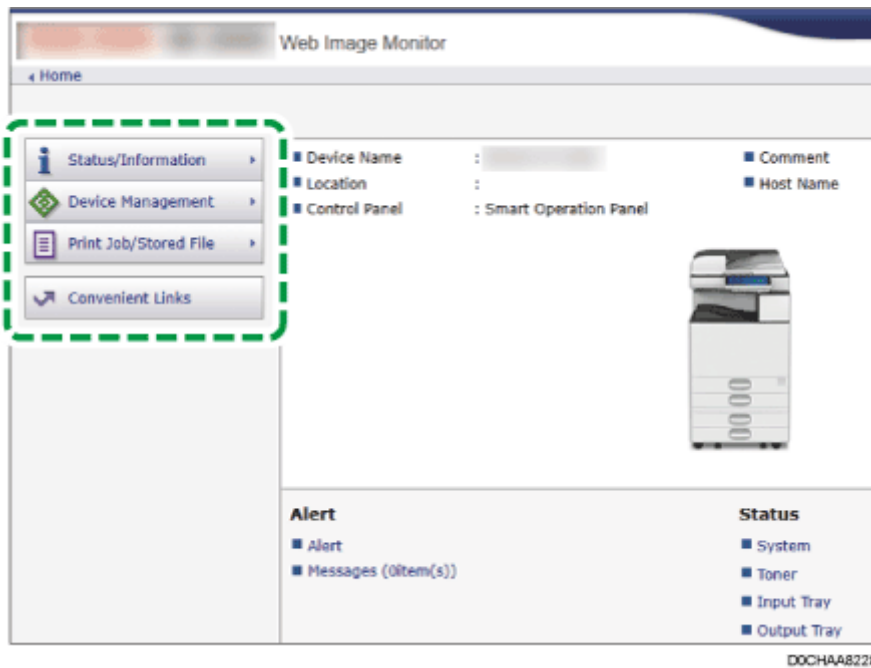 Web Image Monitor
Home
Status/Information
Device Management
Print Job/Stored File
Convenient Links
Device Name :
Location :
Control Panel : Smart Operation Panel
Comment
Host Name
Alert
Alert
Messages (0item(s))
Status
System
Toner
Input Tray
Output Tray